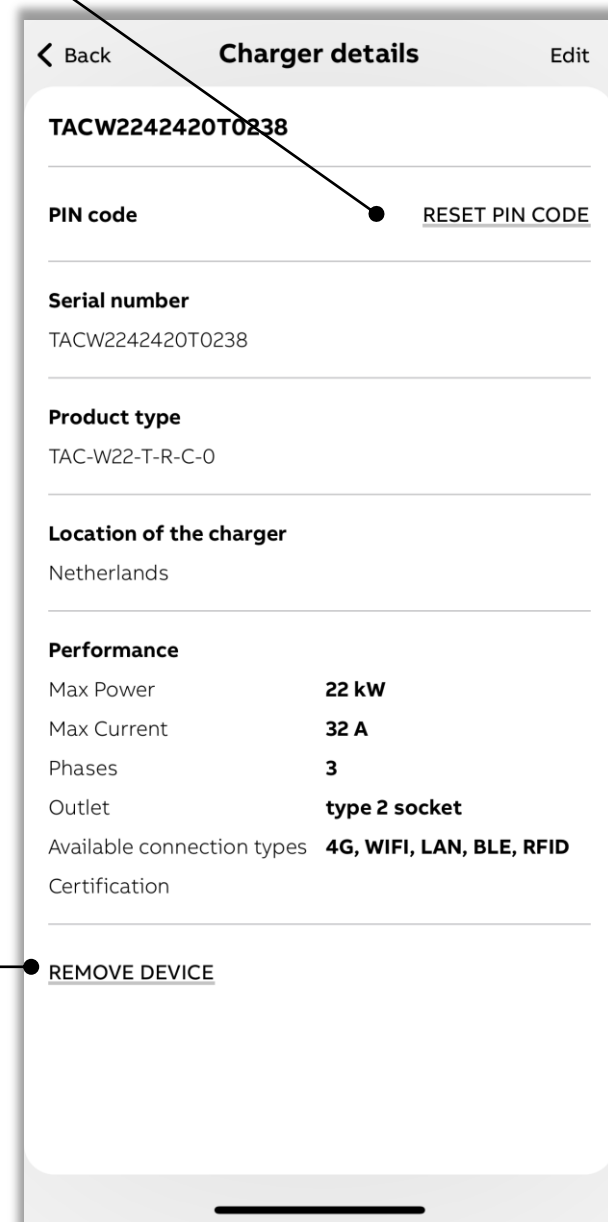 Back Charger details Edit
TACW2242420T0238
PIN code RESET PIN CODE
Serial number
TACW2242420T0238
Product type
TAC-W22-T-R-C-0
Location of the charger
Netherlands
Performance
Max Power 22 kW
Max Current 32 A
Phases 3
Outlet type 2 socket
Available connection types 4G, WIFI, LAN, BLE, RFID
Certification
REMOVE DEVICE